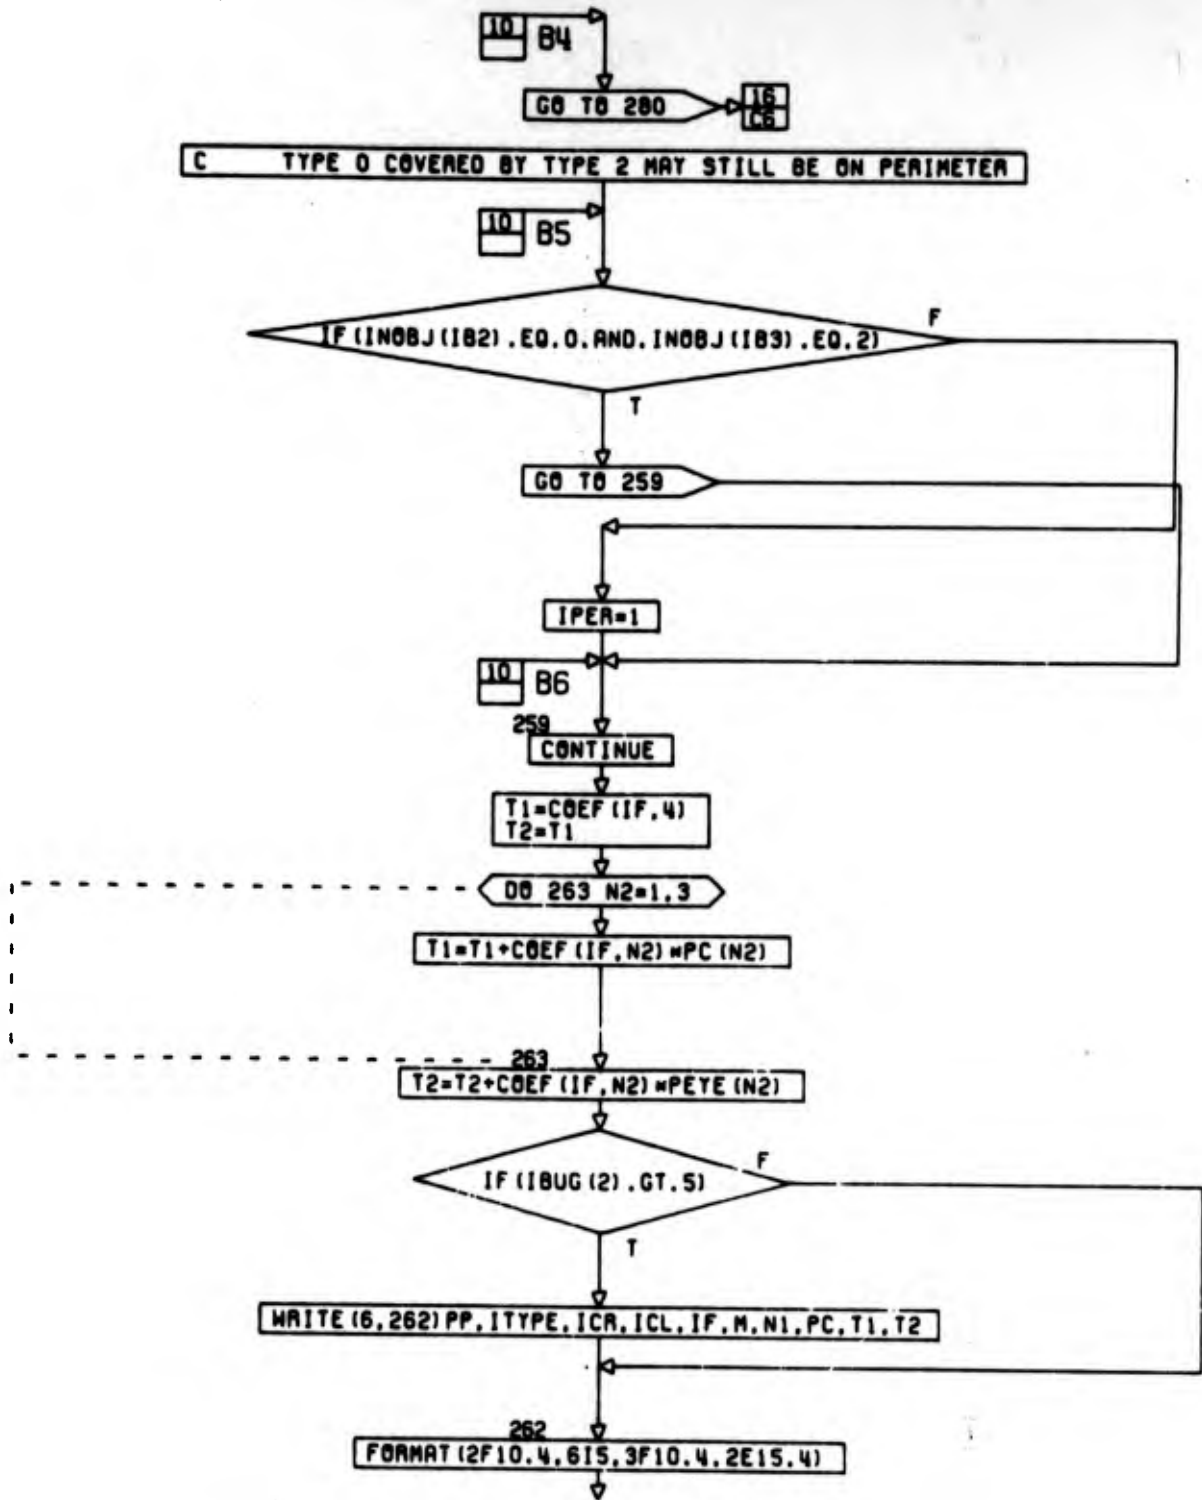 10 B4
GO TO 280
16
C6
C TYPE 0 COVERED BY TYPE 2 MAY STILL BE ON PERIMETER
10 B5
IF(INOBJ(IB2).EQ.0.AND.INOBJ(IB3).EQ.2)
F
T
GO TO 259
IPER=1
10 B6
259
CONTINUE
T1=COEF(IF,4)
T2=T1
DO 263 N2=1,3
T1=T1+COEF(IF,N2)*PC(N2)
263
T2=T2+COEF(IF,N2)*PEYE(N2)
IF(IBUG(2).GT.5)
F
T
WRITE(6,262)PP,ITYPE,ICR,ICL,IF,M,N1,PC,T1,T2
262
FORMAT(2F10.4,6I5,3F10.4,2E15.4)